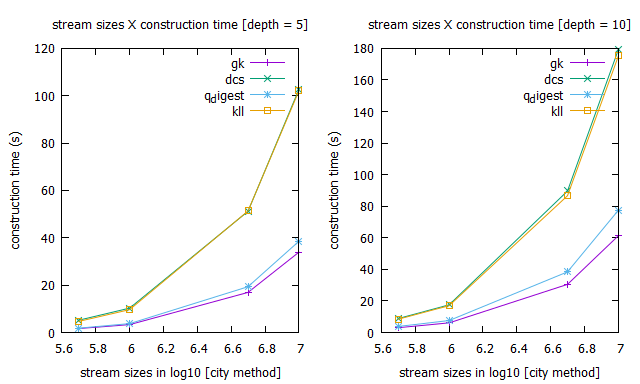 stream sizes X construction time [depth = 5]
120
100
80
60
40
20
0
5.6 5.8 6 6.2 6.4 6.6 6.8 7
construction time (s)
stream sizes in log10 [city method]
gk
dcs
qdigest
kll
stream sizes X construction time [depth = 10]
180
160
140
120
100
80
60
40
20
0
5.6 5.8 6 6.2 6.4 6.6 6.8 7
construction time (s)
stream sizes in log10 [city method]
gk
dcs
qdigest
kll